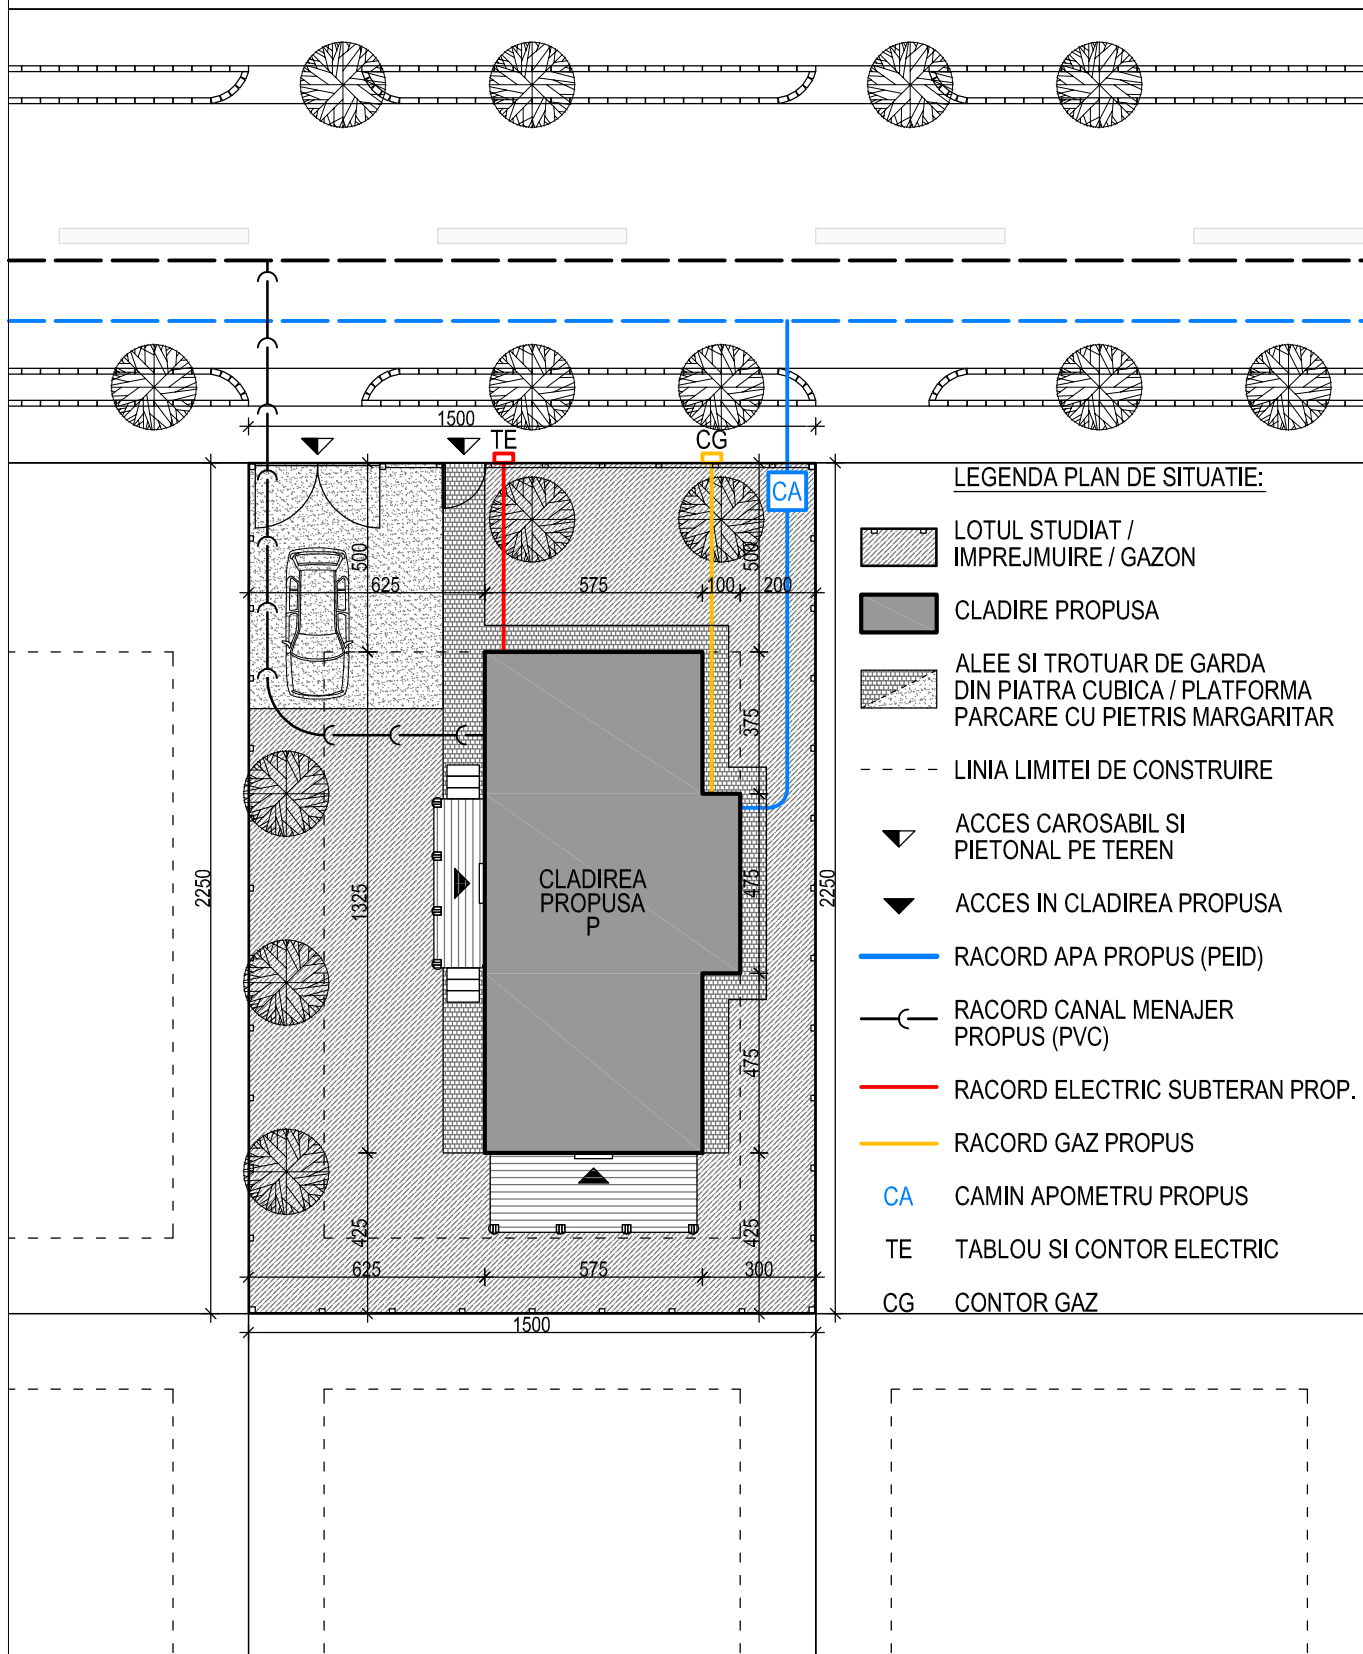 1500
TE
CG
CA
500
500
625
575
100
200
375
2250
1325
CLADIREA
PROPUSA
P
475
2250
475
425
425
625
575
300
1500
LEGENDA PLAN DE SITUATIE:
LOTUL STUDIAT /
IMPREJMUIRE / GAZON
CLADIRE PROPUSA
ALEE SI TROTUAR DE GARDA
DIN PIATRA CUBICA / PLATFORMA
PARCARE CU PIETRIS MARGARITAR
LINIA LIMITEI DE CONSTRUIRE
ACCES CAROSABIL SI
PIETONAL PE TEREN
ACCES IN CLADIREA PROPUSA
RACORD APA PROPUS (PEID)
RACORD CANAL MENAJER
PROPUS (PVC)
RACORD ELECTRIC SUBTERAN PROP.
RACORD GAZ PROPUS
CA CAMIN APOMETRU PROPUS
TE TABLOU SI CONTOR ELECTRIC
CG CONTOR GAZ